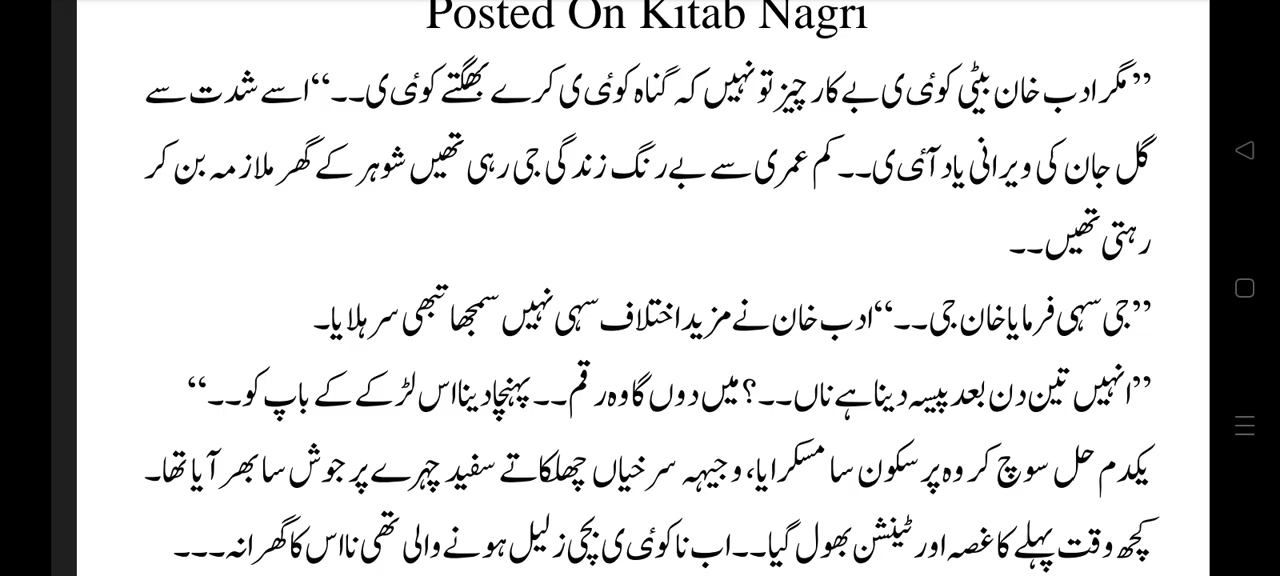 Posted On Kitab Nagri
”مگر ادب خان بیٹی کوئی ی بے کار چیز تو نہیں کہ گناہ کوئی ی کرے بھگتے کوئی ی۔۔“ اسے شدت سے
گل جان کی ویرانی یاد آئی ی۔۔ کم عمری سے بے رنگ زندگی جی رہی تھیں شوہر کے گھر ملازمہ بن کر
رہتی تھیں۔۔
”جی سہی فرمایا خان جی۔۔“ ادب خان نے مزید اختلاف سہی نہیں سمجھا تبھی سر ہلایا۔
”انہیں تین دن بعد پیسہ دینا ہے ناں۔۔؟ میں دوں گا وہ رقم۔۔ پہنچا دینا اس لڑکے کے باپ کو۔۔“
یکدم حل سوچ کر وہ پر سکون سا مسکرایا، وجیہہ سرخیاں چھلکاتے سفید چہرے پر جوش سا بھر آیا تھا۔
کچھ وقت پہلے کا غصہ اور ٹینشن بھول گیا۔۔ اب نا کوئی ی بچی زلیل ہونے والی تھی نا اس کا گھرانہ۔۔۔